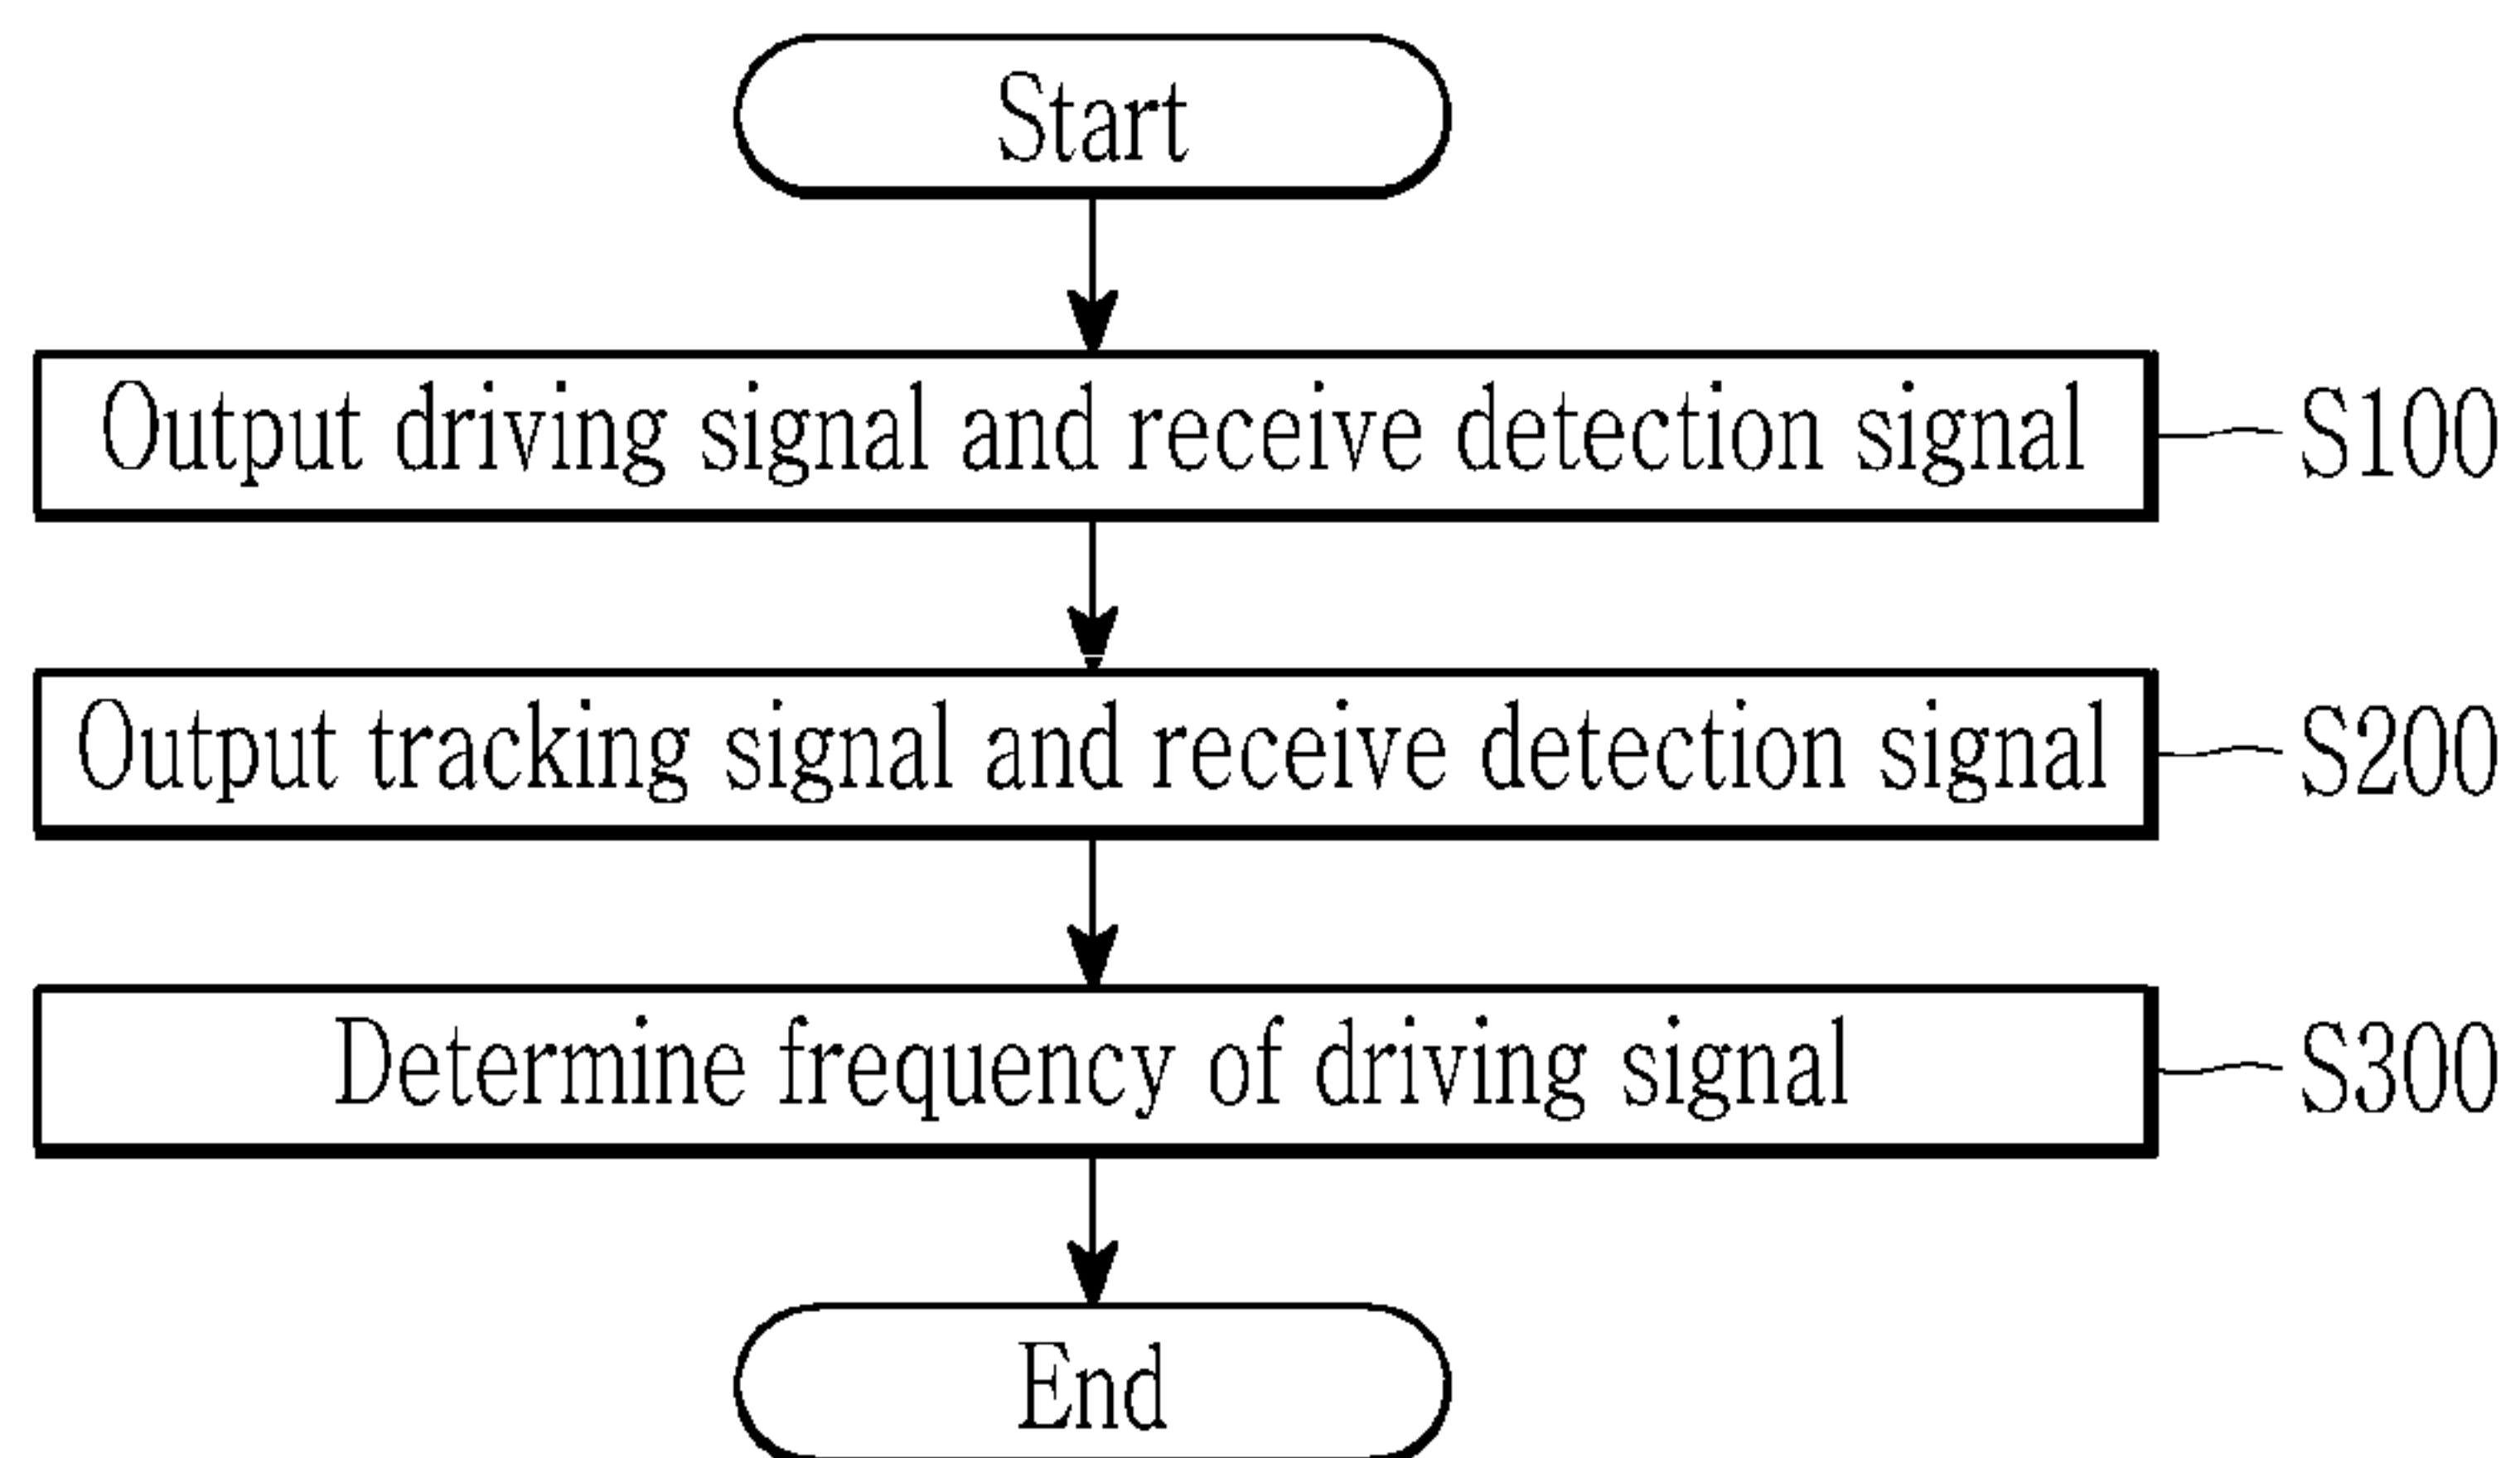 Start
Output driving signal and receive detection signal
S100
Output tracking signal and receive detection signal
S200
Determine frequency of driving signal
S300
End